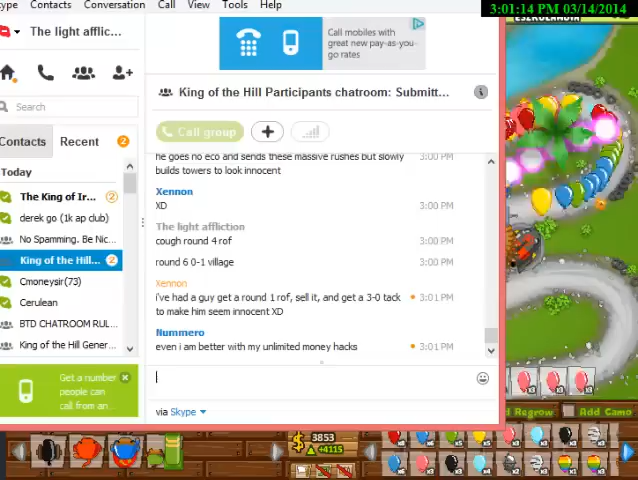 ype Contacts Conversation Call View Tools Help
3:01:14 PM 03/14/2014
The light afflic...
Call mobiles with
great new pay-as-you-
go rates
Search
King of the Hill Participants chatroom: Submitt...
Call group
Contacts Recent 2
Today
The King of Ir... 2
derek go (1k ap club)
No Spamming. Be Nic...
King of the Hill... 2
Cmoneysir(73)
Cerulean
BTD CHATROOM RUL...
King of the Hill Gener...
Get a number
people can
call from an...
he goes no eco and sends these massive rushes but slowly 3:00 PM
builds towers to look innocent
Xennon
XD 3:00 PM
The light affliction
cough round 4 rof 3:00 PM
round 6 0-1 village 3:00 PM
Xennon
i've had a guy get a round 1 rof, sell it, and get a 3-0 tack 3:01 PM
to make him seem innocent XD
Nummero
even i am better with my unlimited money hacks 3:01 PM
via Skype
x3 x3 x3
d Regrow Add Camo
3853
+4115